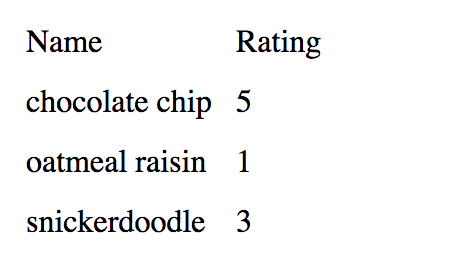 Name Rating
chocolate chip 5
oatmeal raisin 1
snickerdoodle 3